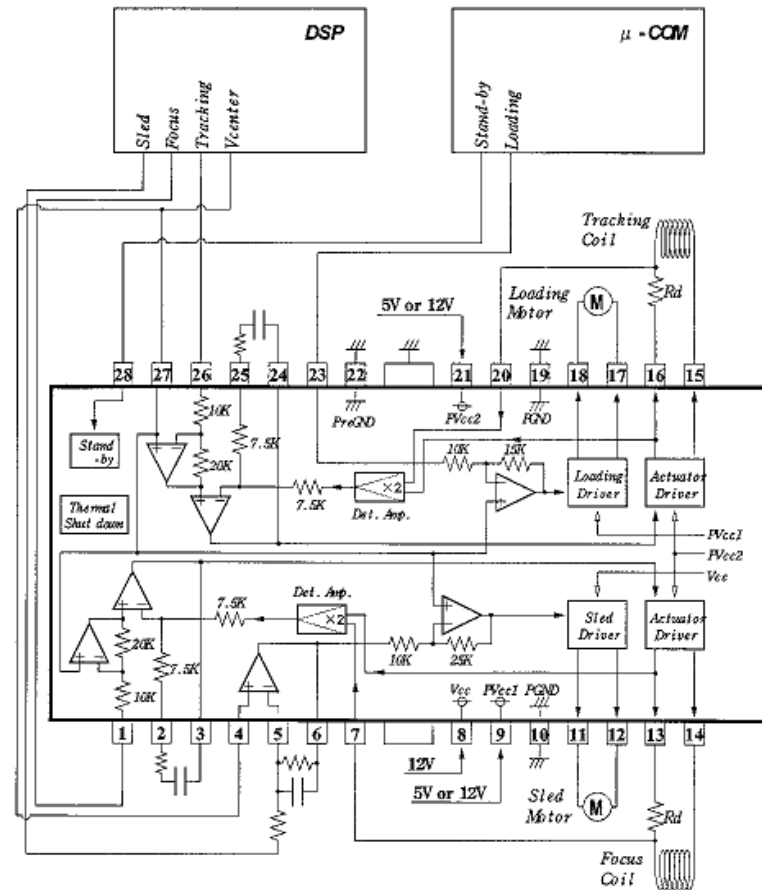 DSP
μ-COM
Sled
Focus
Tracking
Vcenter
Stand-by
Loading
Tracking
Coil
Loading
Motor
M
Rd
5V or 12V
28
27
26
25
24
23
22
21
20
19
18
17
16
15
PreGND
PVcc2
PGND
10K
20K
7.5K
7.5K
Stand
-by
Thermal
Shut down
×2
Det. Amp.
10K
15K
Loading
Driver
Actuator
Driver
PVcc1
PVcc2
Vcc
Det. Amp.
×2
7.5K
20K
10K
7.5K
10K
25K
Sled
Driver
Actuator
Driver
Vcc
PVcc1
PGND
1
2
3
4
5
6
7
8
9
10
11
12
13
14
12V
5V or 12V
Sled
Motor
M
Rd
Focus
Coil